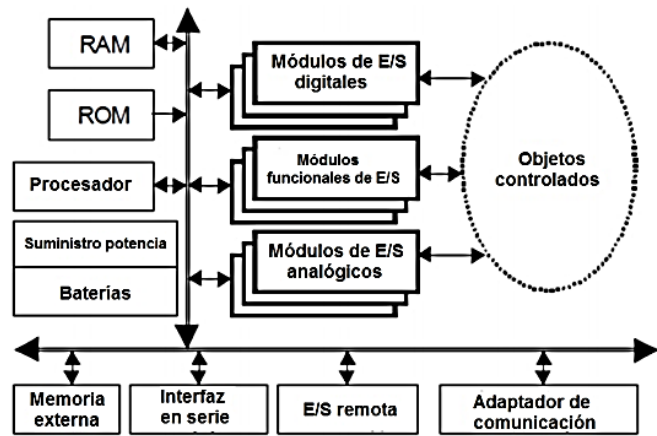 RAM
ROM
Procesador
Suministro potencia
Baterías
Módulos de E/S
digitales
Módulos
funcionales de E/S
Módulos de E/S
analógicos
Objetos
controlados
Memoria
externa
Interfaz
en serie
E/S remota
Adaptador de
comunicación